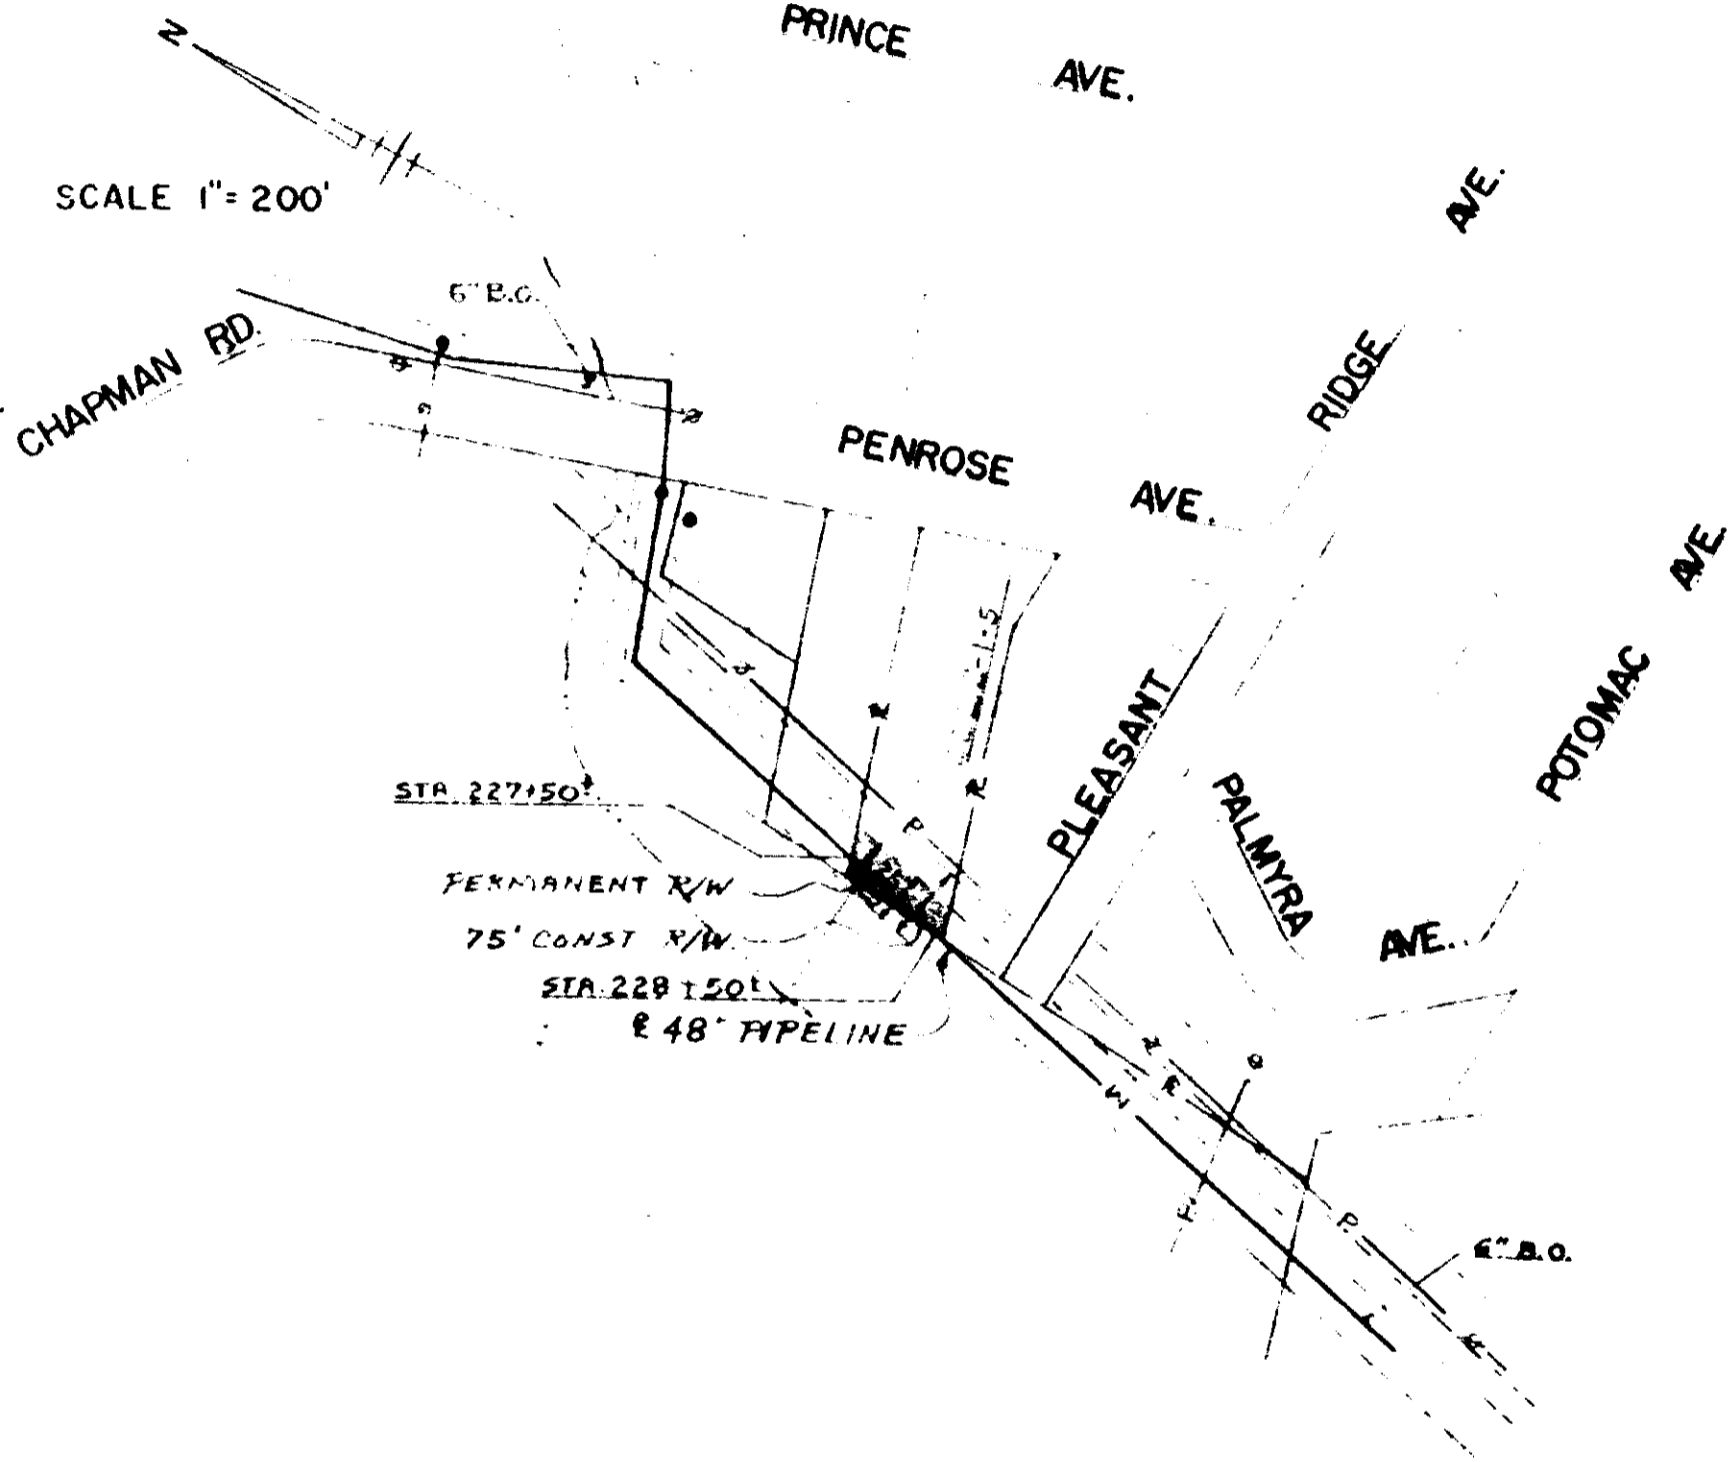 PRINCE AVE.
N
SCALE 1"= 200'
AVE.
6" B.O.
CHAPMAN RD.
RIDGE
PENROSE AVE.
AVE.
POTOMAC
PLEASANT
PALMYRA
AVE.
STA. 227+50±
PERMANENT R/W
75' CONST R/W
STA. 228+50±
℄ 48" PIPELINE
W
P
6" B.O.